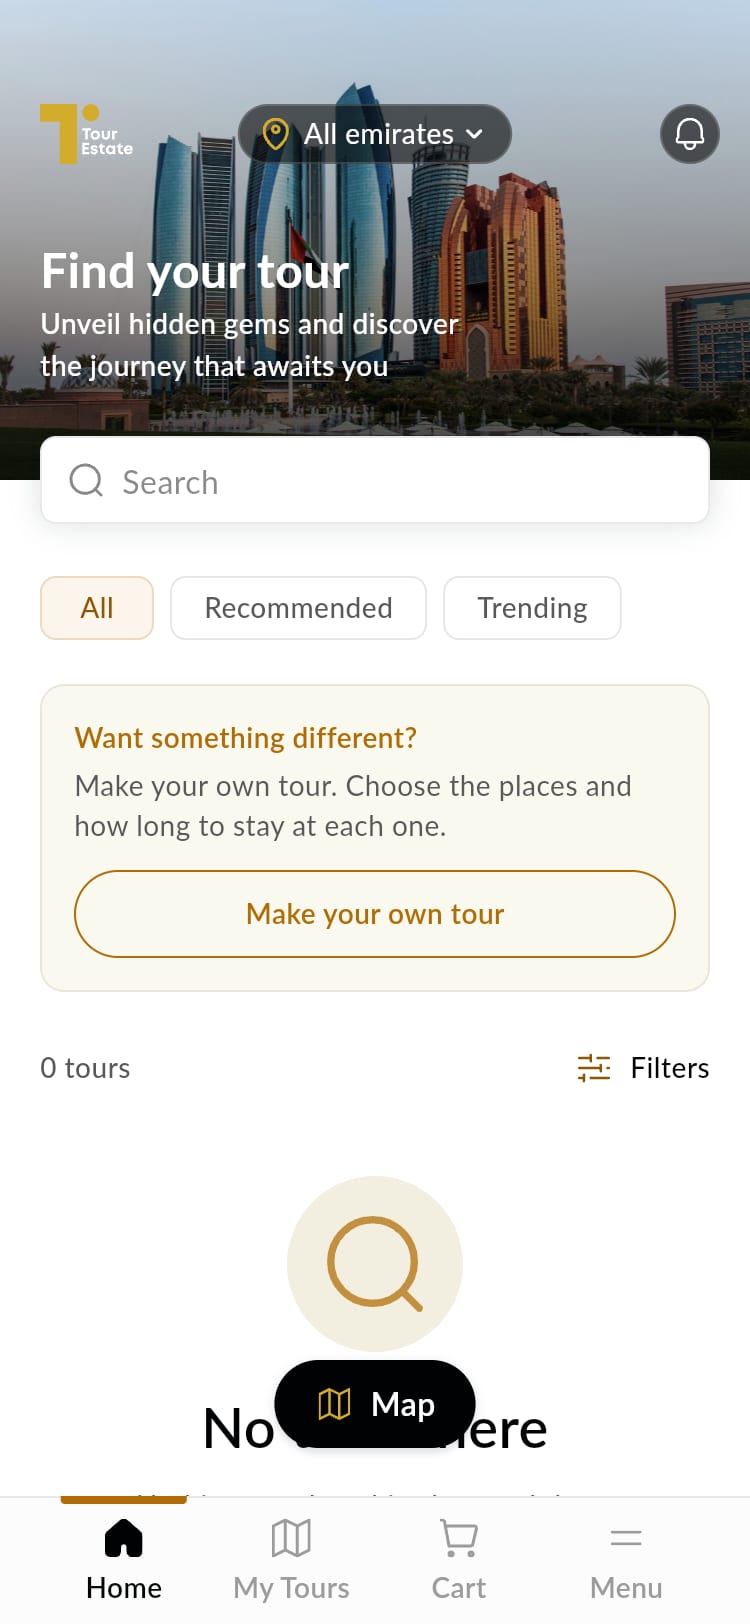 Tour
Estate
All emirates
Find your tour
Unveil hidden gems and discover
the journey that awaits you
Search
All
Recommended
Trending
Want something different?
Make your own tour. Choose the places and
how long to stay at each one.
Make your own tour
0 tours
Filters
No
Map
Home
My Tours
Cart
Menu